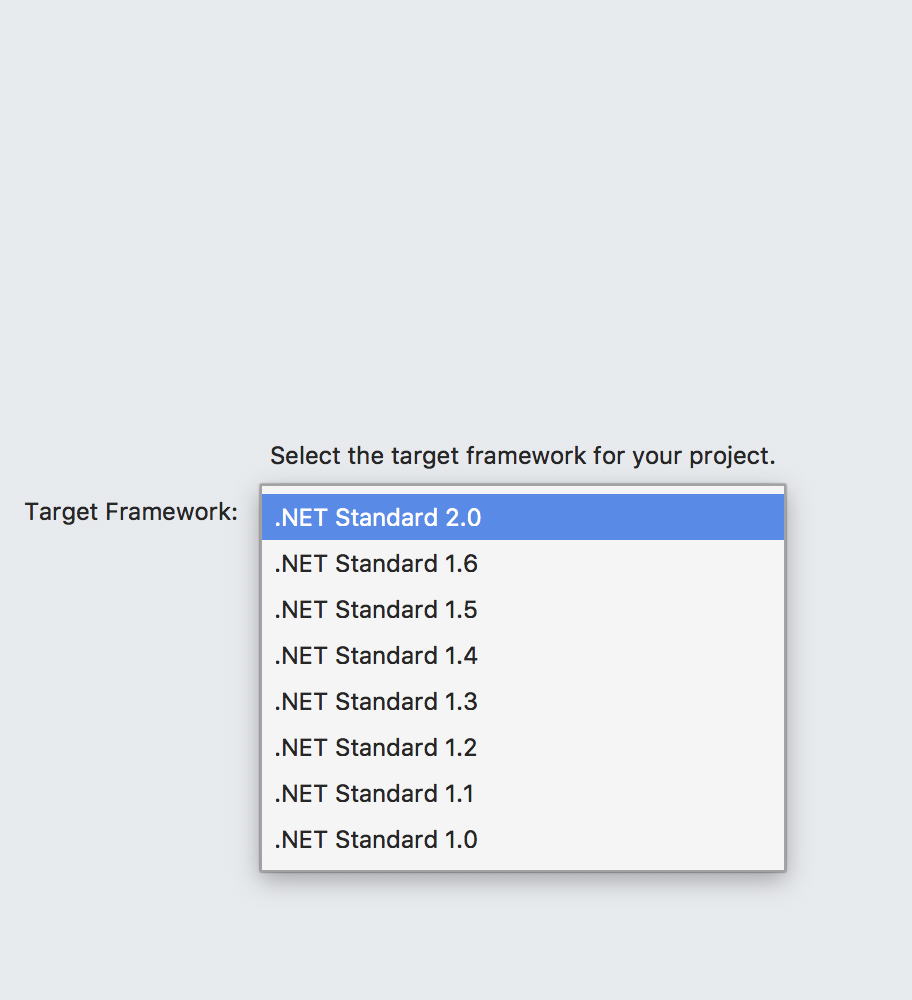 Select the target framework for your project.
Target Framework:
.NET Standard 2.0
.NET Standard 1.6
.NET Standard 1.5
.NET Standard 1.4
.NET Standard 1.3
.NET Standard 1.2
.NET Standard 1.1
.NET Standard 1.0